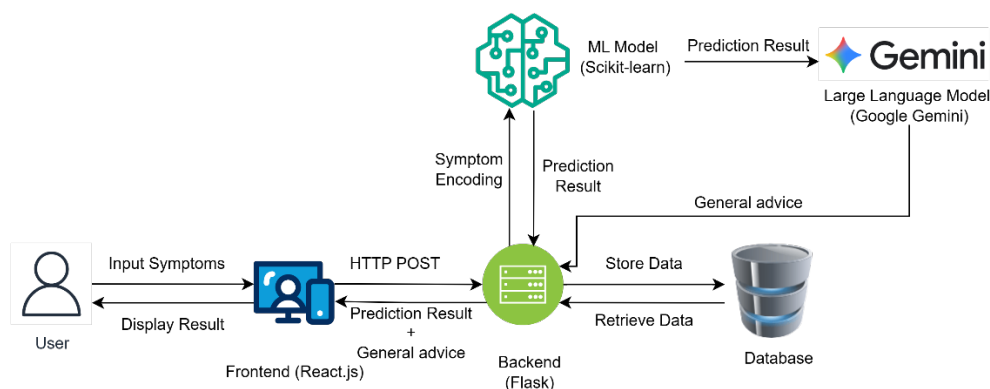 ML Model
(Scikit-learn)
Prediction Result
Gemini
Large Language Model
(Google Gemini)
Symptom
Encoding
Prediction
Result
General advice
Input Symptoms
HTTP POST
Store Data
Display Result
Prediction Result
+
General advice
Retrieve Data
User
Frontend (React.js)
Backend
(Flask)
Database